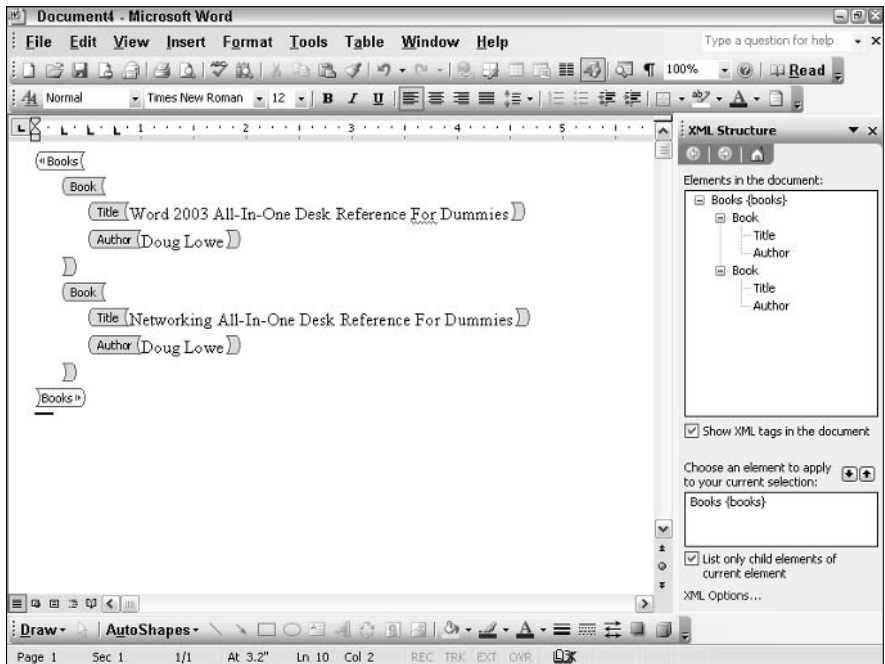 Document4 - Microsoft Word
File Edit View Insert Format Tools Table Window Help Type a question for help
100% Read
Normal Times New Roman 12 B I U
1 2 3 4 5
XML Structure
Books
Book
Title Word 2003 All-In-One Desk Reference For Dummies
Author Doug Lowe
Book
Title Networking All-In-One Desk Reference For Dummies
Author Doug Lowe
Books
Elements in the document:
Books {books}
Book
Title
Author
Book
Title
Author
Show XML tags in the document
Choose an element to apply
to your current selection:
Books {books}
List only child elements of
current element
XML Options...
Draw AutoShapes
Page 1 Sec 1 1/1 At 3.2" Ln 10 Col 2 REC TRK EXT OVR